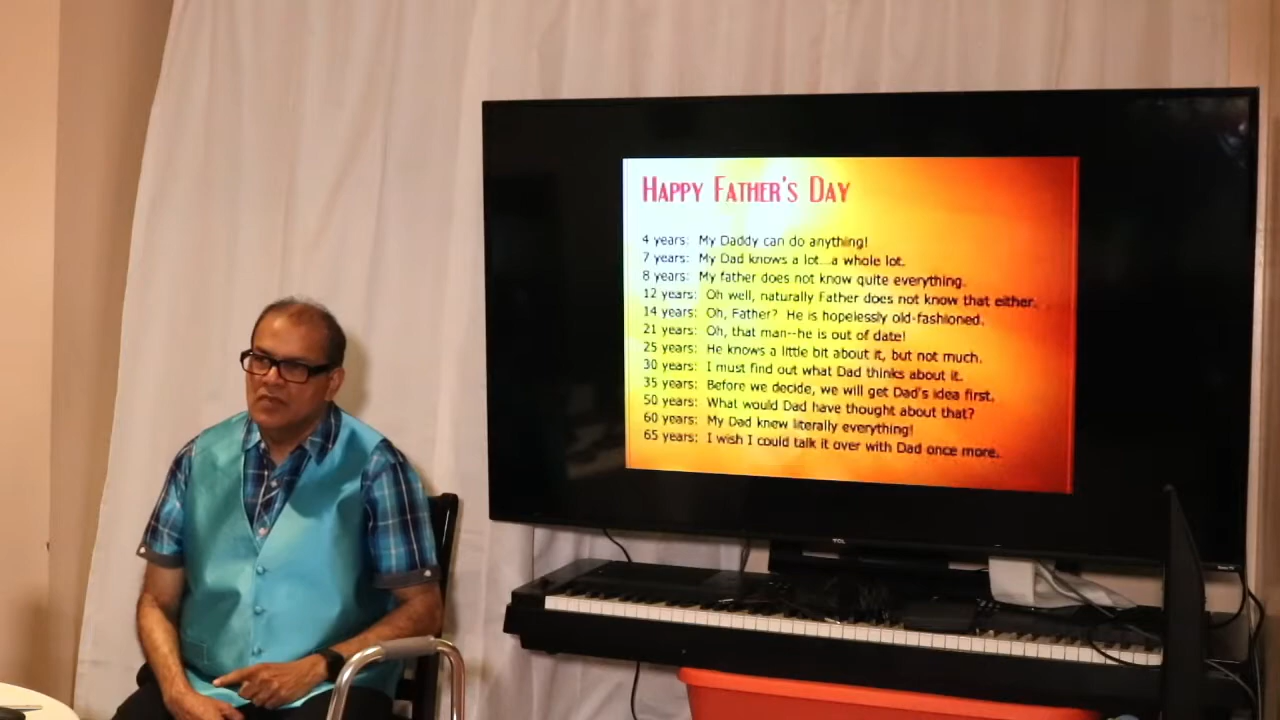 HAPPY FATHER'S DAY
4 years: My Daddy can do anything!
7 years: My Dad knows a lot...a whole lot.
8 years: My father does not know quite everything.
12 years: Oh well, naturally Father does not know that either.
14 years: Oh, Father? He is hopelessly old-fashioned.
21 years: Oh, that man--he is out of date!
25 years: He knows a little bit about it, but not much.
30 years: I must find out what Dad thinks about it.
35 years: Before we decide, we will get Dad's idea first.
50 years: What would Dad have thought about that?
60 years: My Dad knew literally everything!
65 years: I wish I could talk it over with Dad once more.
TCL